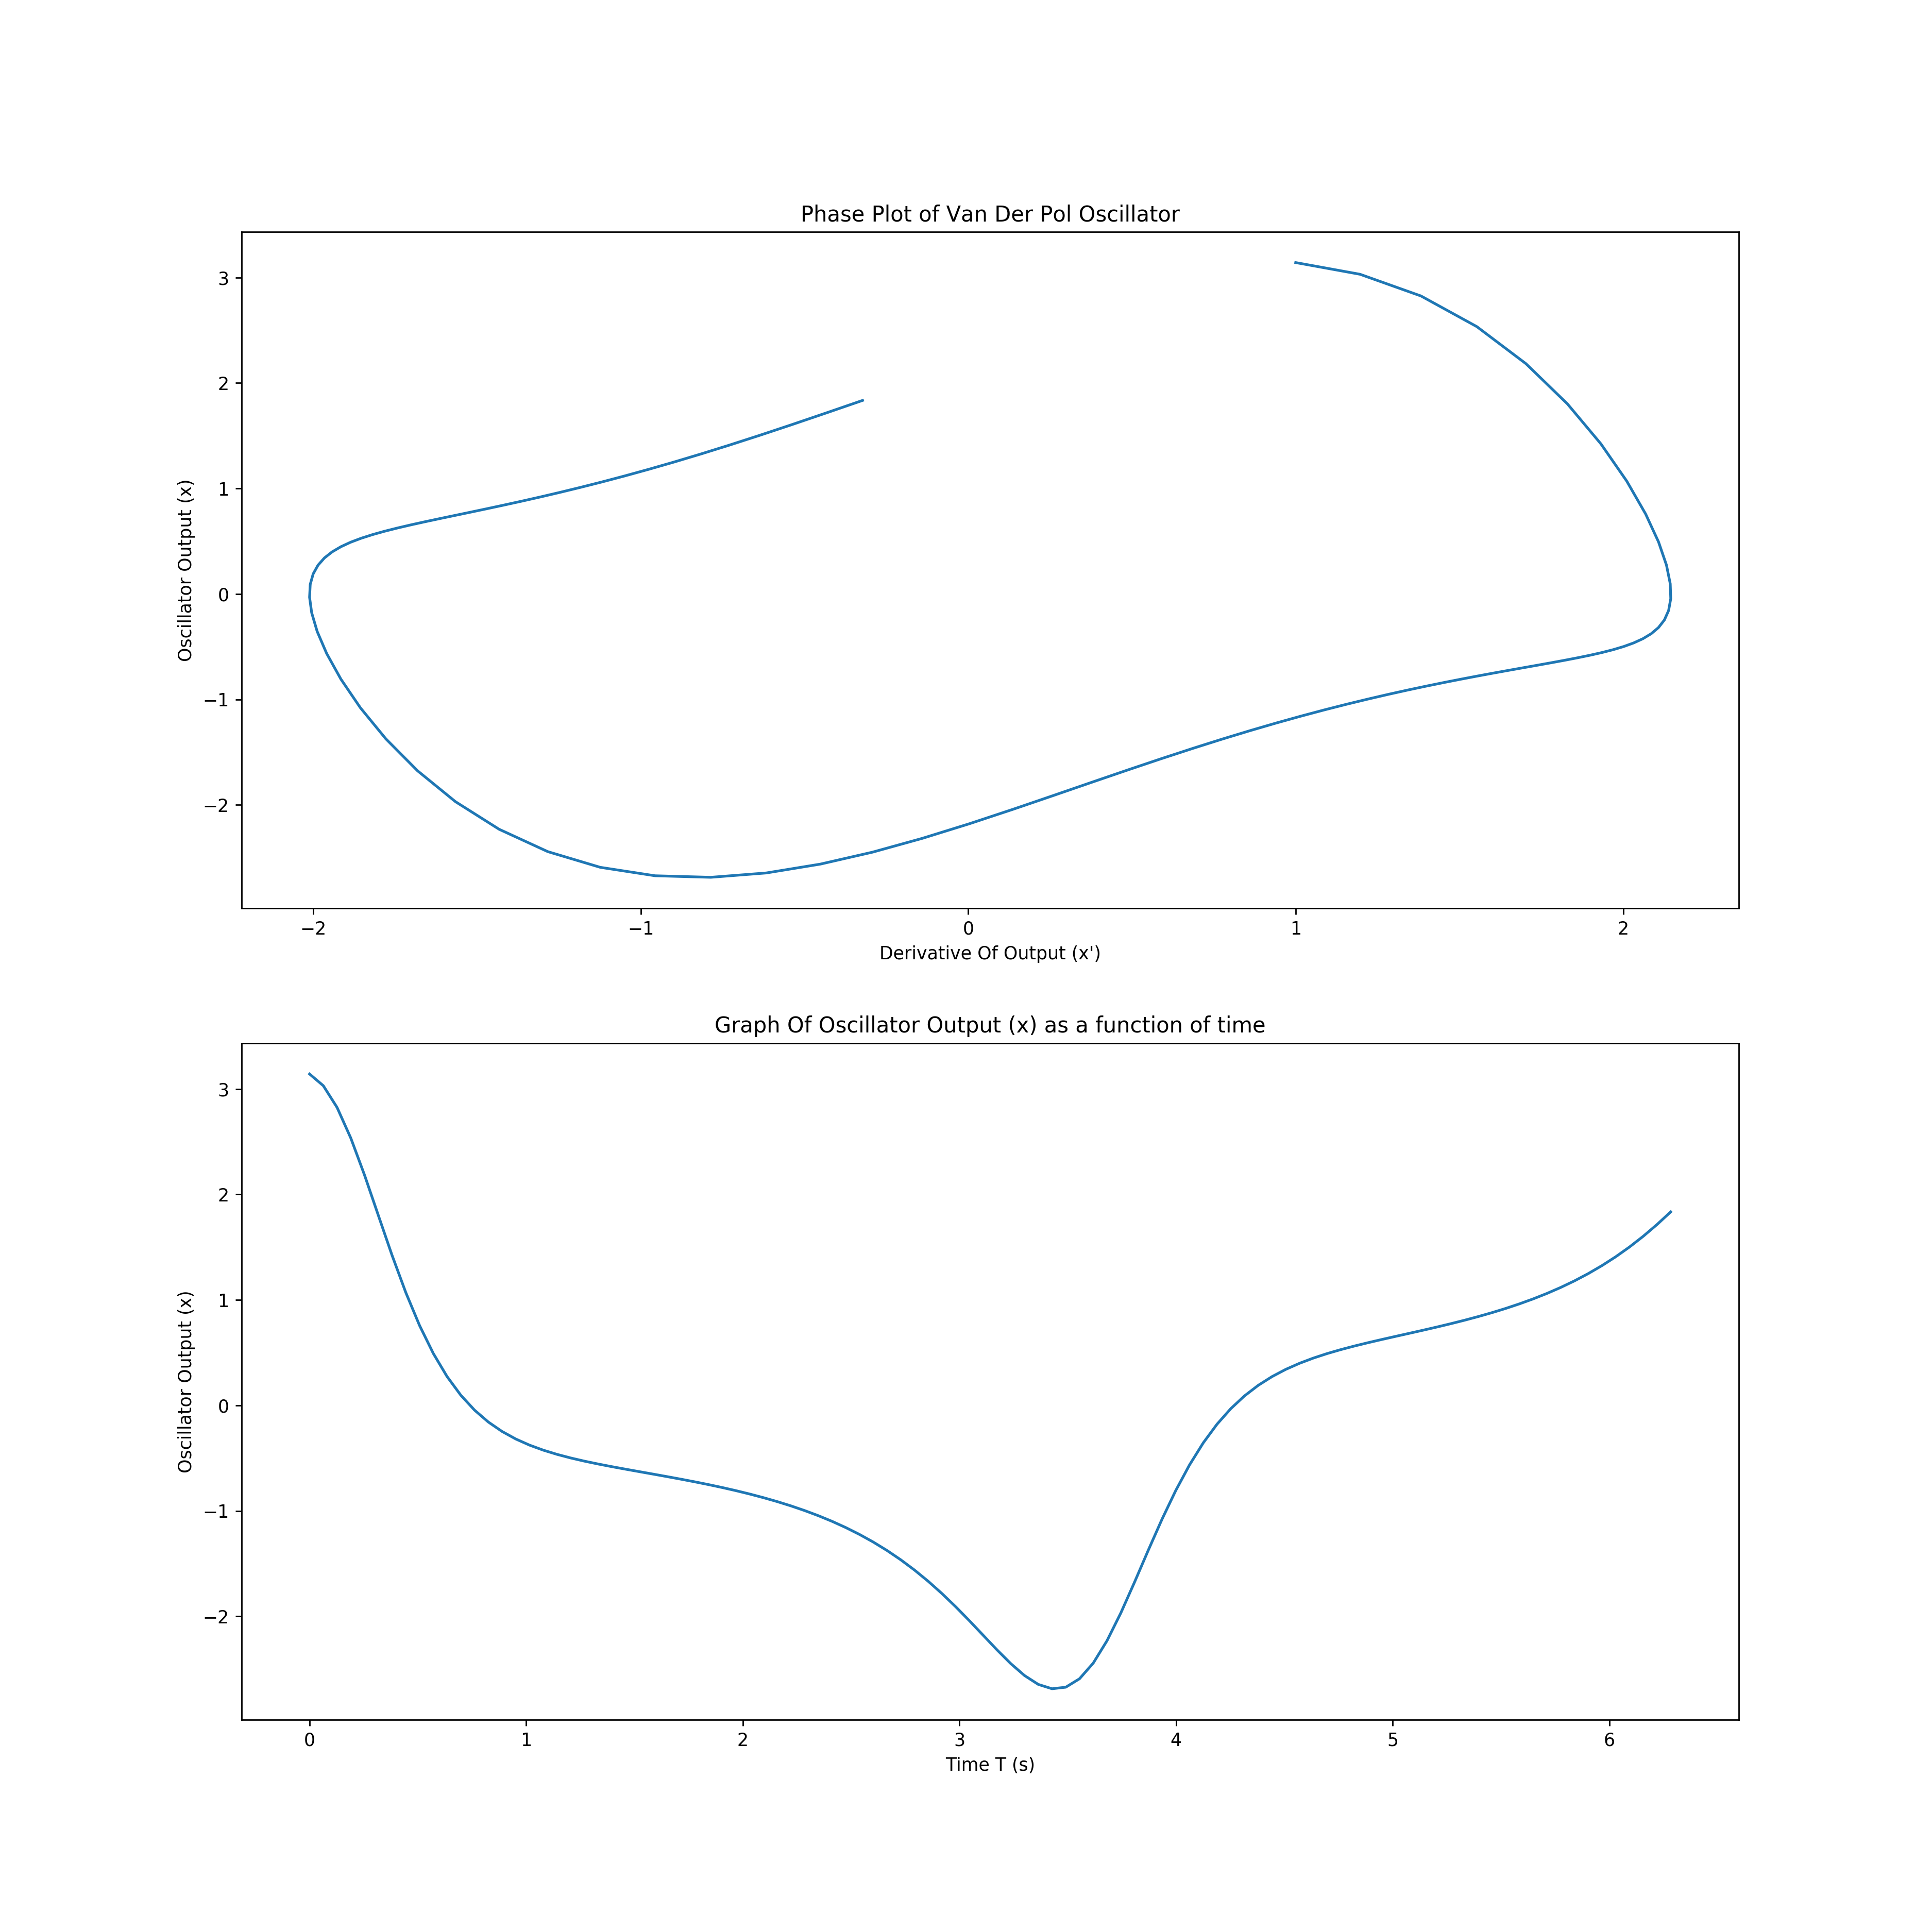 Phase Plot of Van Der Pol Oscillator
3
2
1
0
−1
−2
Oscillator Output (x)
−2 −1 0 1 2
Derivative Of Output (x')
Graph Of Oscillator Output (x) as a function of time
3
2
1
0
−1
−2
Oscillator Output (x)
0 1 2 3 4 5 6
Time T (s)